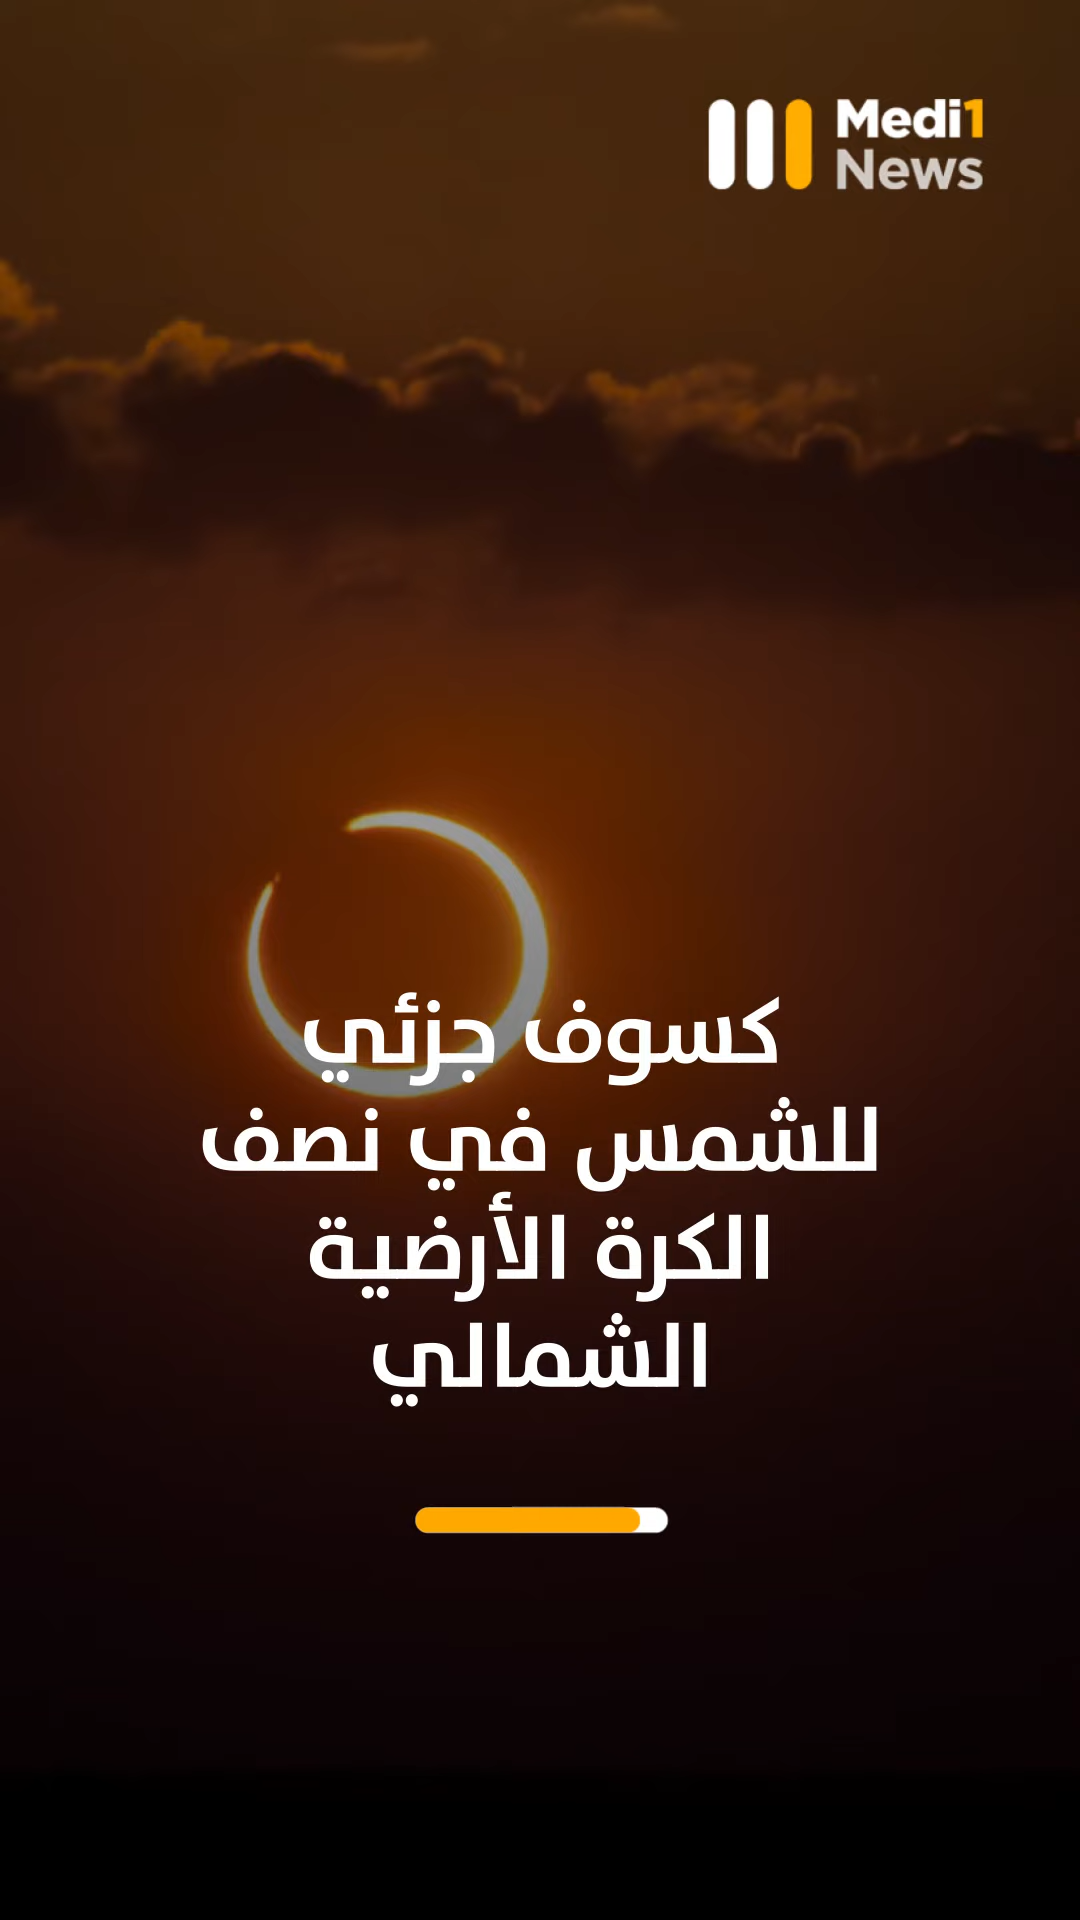 Medi1
News
كسوف جزئي
للشمس في نصف
الكرة الأرضية
الشمالي